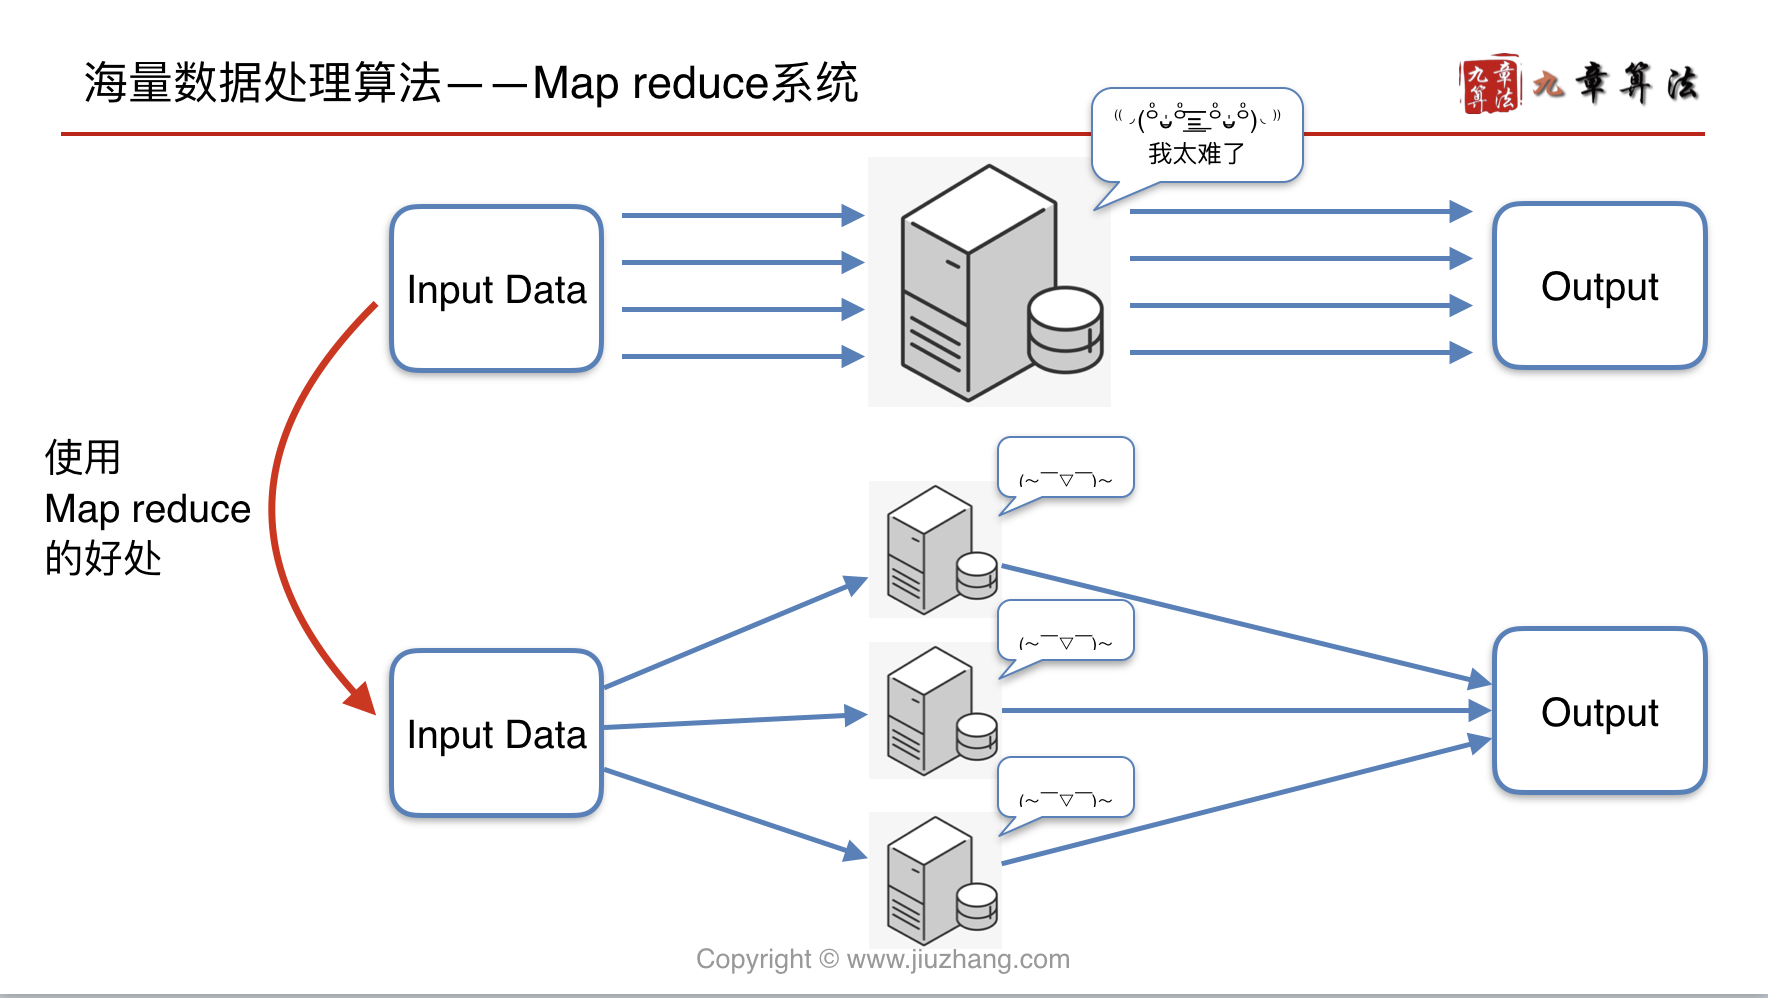 海量数据处理算法——Map reduce系统
九章算法
九章算法
我太难了
Input Data
Output
使用
Map reduce
的好处
(～￣▽￣)～
(～￣▽￣)～
(～￣▽￣)～
Input Data
Output
Copyright © www.jiuzhang.com